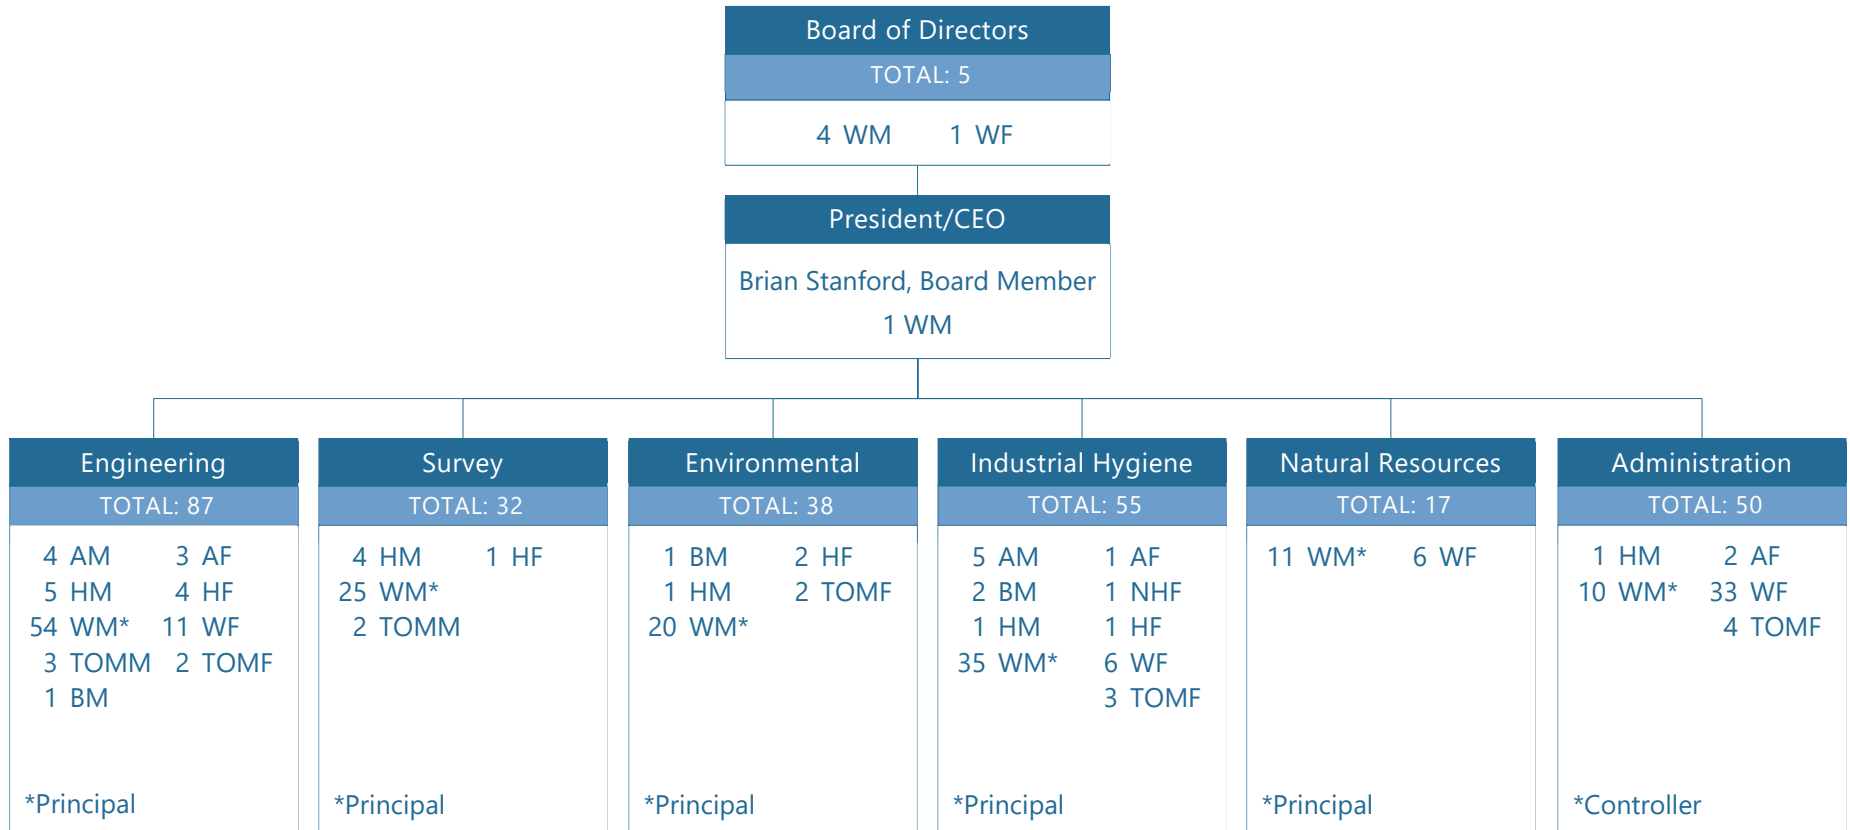 Board of Directors
TOTAL: 5
4 WM 1 WF
President/CEO
Brian Stanford, Board Member
1 WM
Engineering
TOTAL: 87
4 AM 3 AF
5 HM 4 HF
54 WM* 11 WF
3 TOMM 2 TOMF
1 BM
*Principal
Survey
TOTAL: 32
4 HM 1 HF
25 WM*
2 TOMM
*Principal
Environmental
TOTAL: 38
1 BM 2 HF
1 HM 2 TOMF
20 WM*
*Principal
Industrial Hygiene
TOTAL: 55
5 AM 1 AF
2 BM 1 NHF
1 HM 1 HF
35 WM* 6 WF
3 TOMF
*Principal
Natural Resources
TOTAL: 17
11 WM* 6 WF
*Principal
Administration
TOTAL: 50
1 HM 2 AF
10 WM* 33 WF
4 TOMF
*Controller